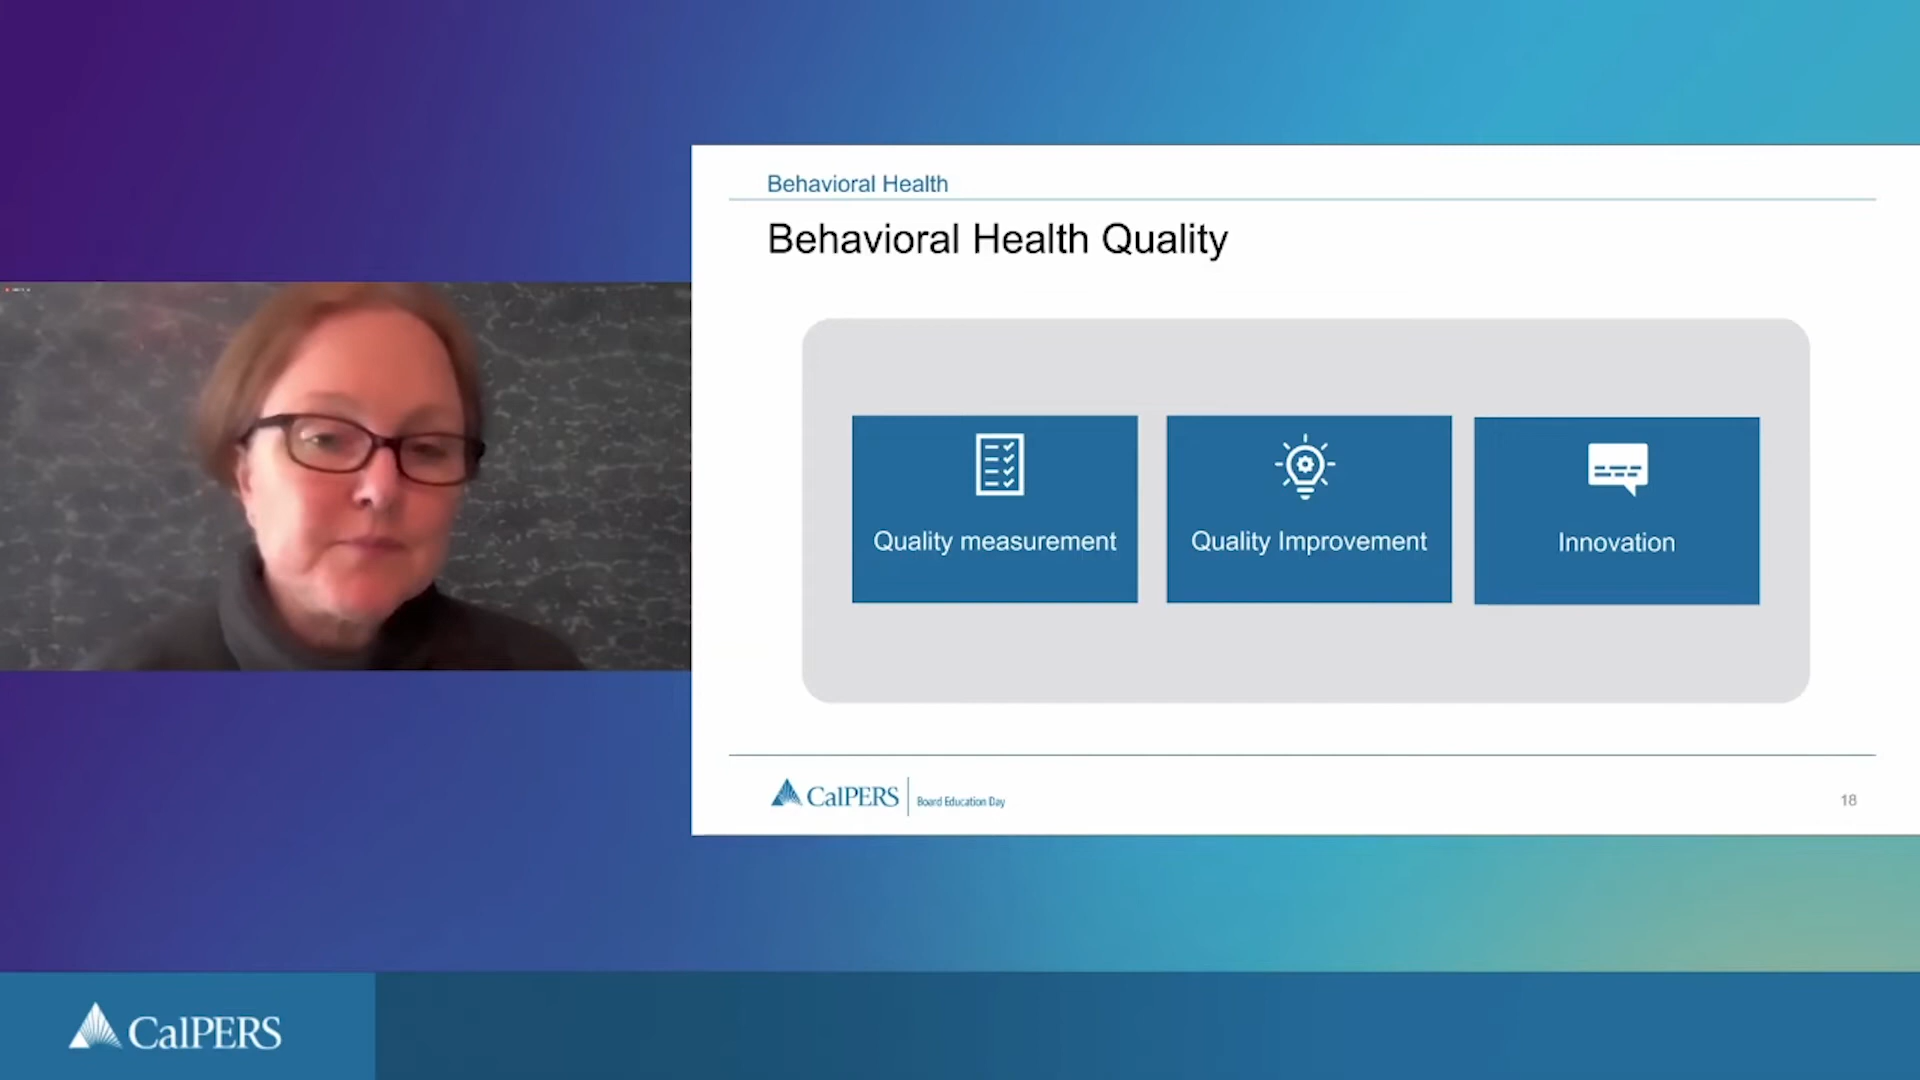 Behavioral Health
Behavioral Health Quality
Quality measurement
Quality Improvement
Innovation
CalPERS
Board Education Day
18
CalPERS